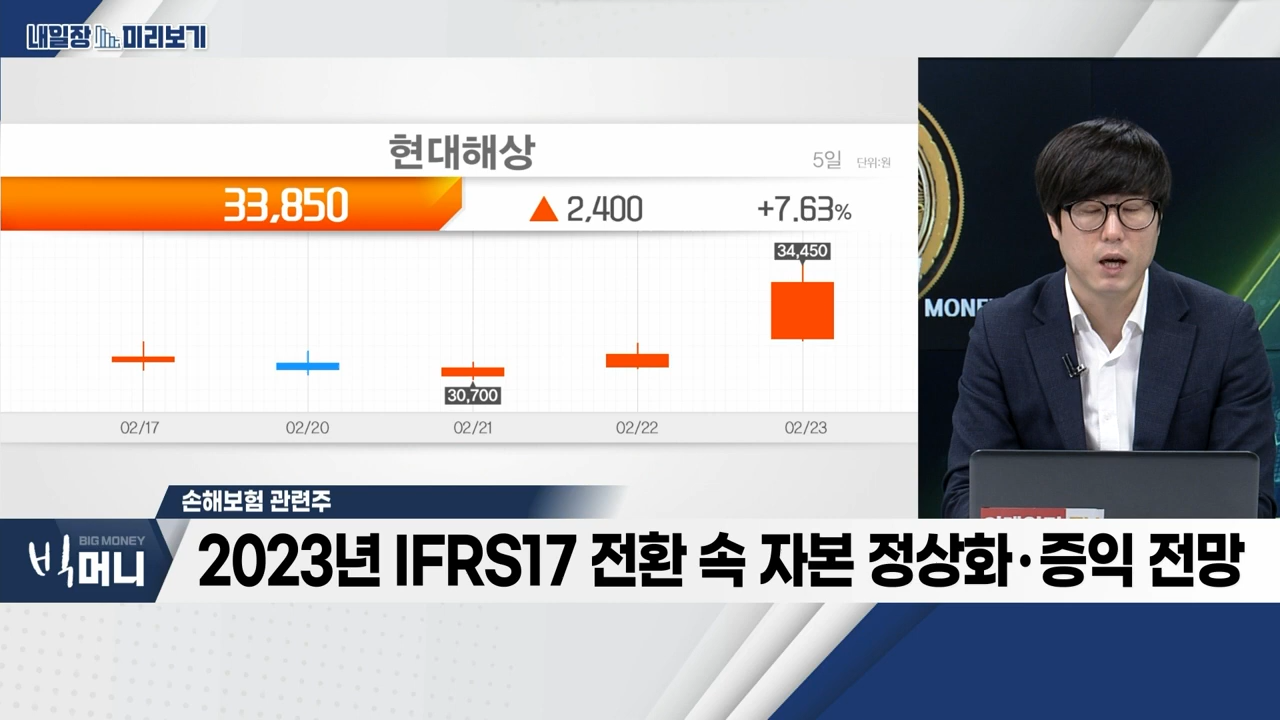 내일장 미리보기
현대해상
5일 단위:원
33,850 ▲ 2,400 +7.63%
34,450
30,700
02/17 02/20 02/21 02/22 02/23
MONE
손해보험 관련주
BIG MONEY
빅머니
2023년 IFRS17 전환 속 자본 정상화·증익 전망